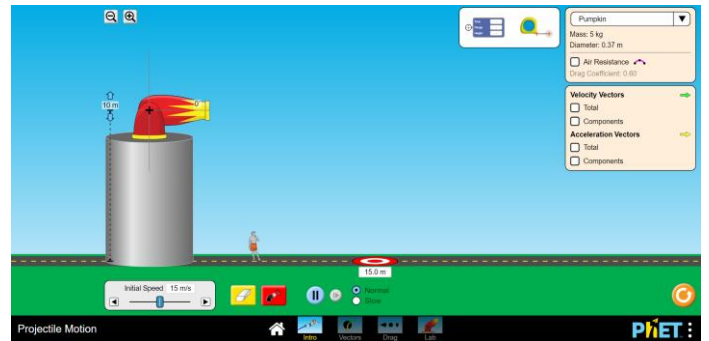 Pumpkin
Mass: 5 kg
Diameter: 0.37 m
Air Resistance
Drag Coefficient: 0.60
10 m
0°
Velocity Vectors
Total
Components
Acceleration Vectors
Total
Components
15.0 m
Initial Speed 15 m/s
Normal
Slow
Projectile Motion
Intro
Vectors
Drag
Lab
PhET